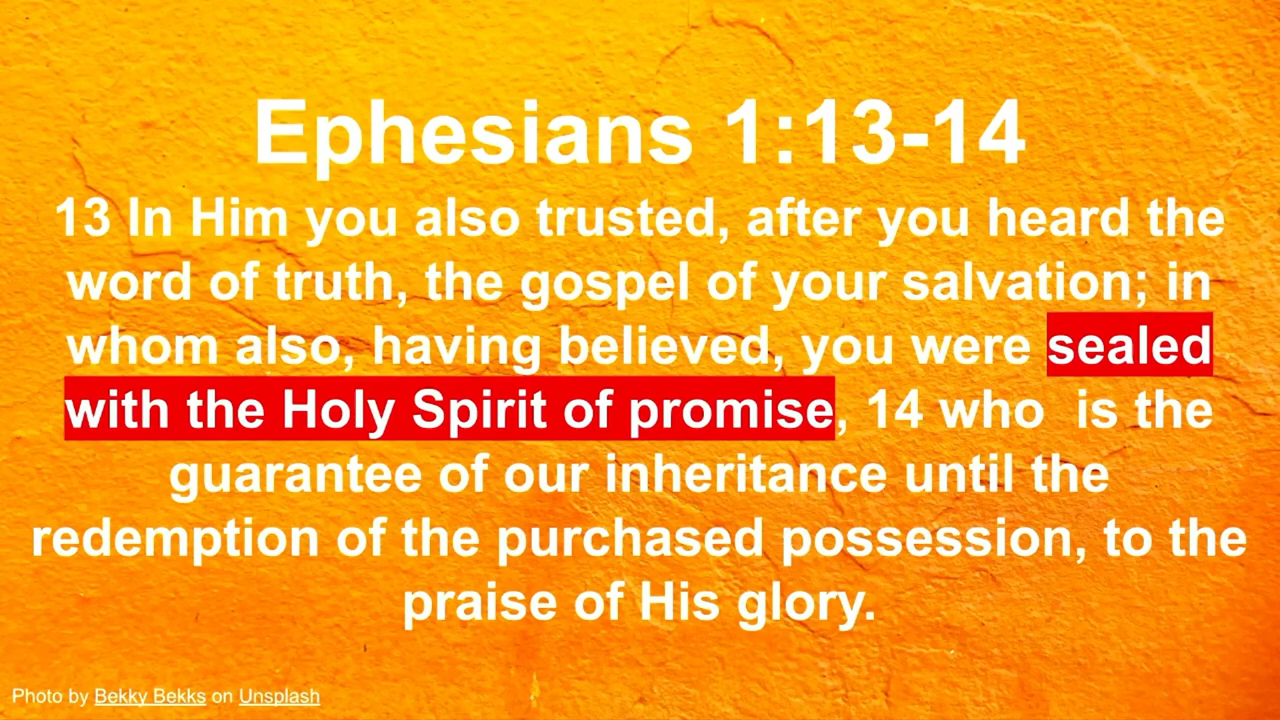 Ephesians 1:13-14
13 In Him you also trusted, after you heard the
word of truth, the gospel of your salvation; in
whom also, having believed, you were sealed
with the Holy Spirit of promise, 14 who  is the
guarantee of our inheritance until the
redemption of the purchased possession, to the
praise of His glory.
Photo by Bekky Bekks on Unsplash